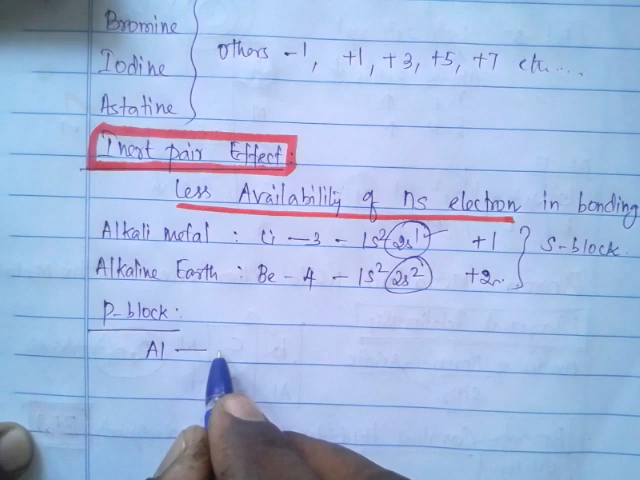 Bromine
Iodine
Astatine
others -1, +1, +3, +5, +7 etc....
Inert pair Effect:
Less Availability of ns electron in bonding
Alkali metal : Li — 3 - 1s² 2s¹ +1
Alkaline Earth : Be - 4 - 1s² 2s² +2
S-block
P-block:
Al —